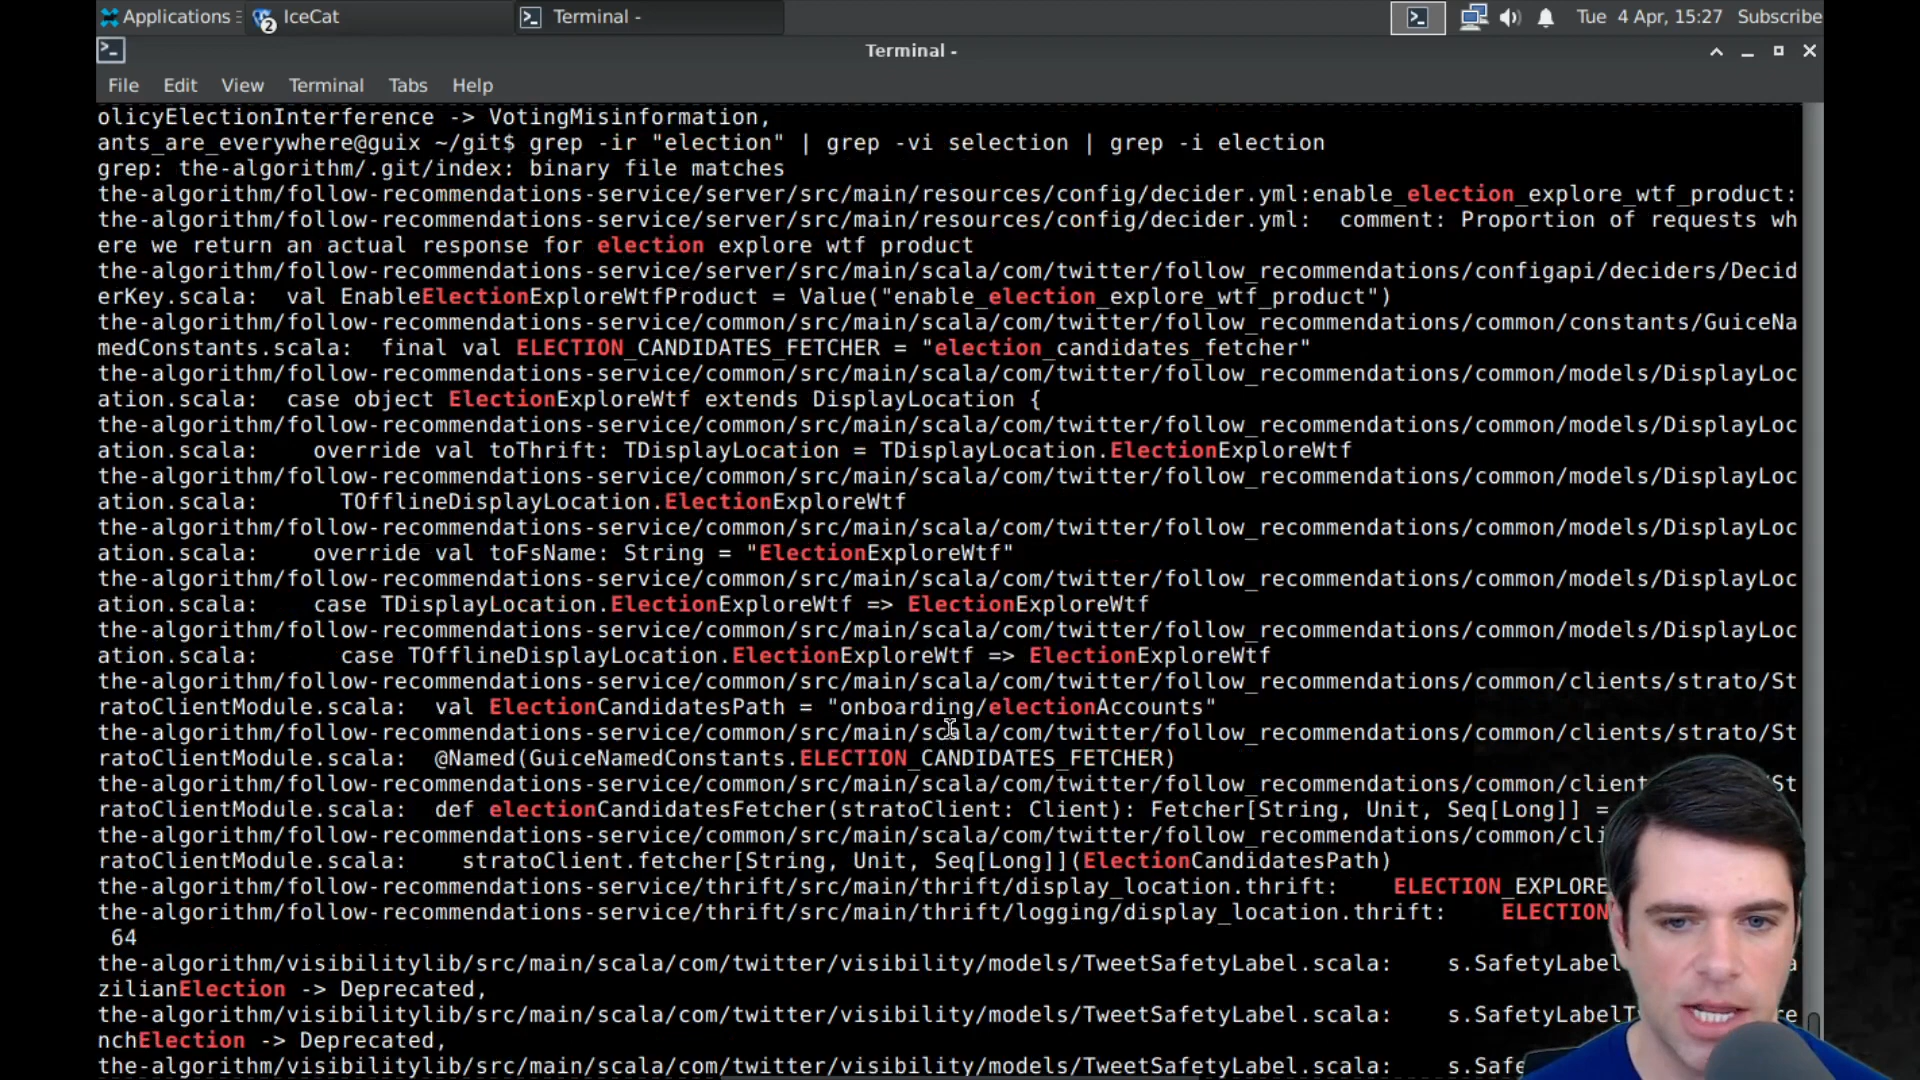 Applications IceCat Terminal - Tue 4 Apr, 15:27 Subscribe
2
Terminal -
File Edit View Terminal Tabs Help
olicyElectionInterference -> VotingMisinformation,
ants_are_everywhere@guix ~/git$ grep -ir "election" | grep -vi selection | grep -i election
grep: the-algorithm/.git/index: binary file matches
the-algorithm/follow-recommendations-service/server/src/main/resources/config/decider.yml:enable_election_explore_wtf_product:
the-algorithm/follow-recommendations-service/server/src/main/resources/config/decider.yml:  comment: Proportion of requests wh
ere we return an actual response for election explore wtf product
the-algorithm/follow-recommendations-service/server/src/main/scala/com/twitter/follow_recommendations/configapi/deciders/Decid
erKey.scala:  val EnableElectionExploreWtfProduct = Value("enable_election_explore_wtf_product")
the-algorithm/follow-recommendations-service/common/src/main/scala/com/twitter/follow_recommendations/common/constants/GuiceNa
medConstants.scala:  final val ELECTION_CANDIDATES_FETCHER = "election_candidates_fetcher"
the-algorithm/follow-recommendations-service/common/src/main/scala/com/twitter/follow_recommendations/common/models/DisplayLoc
ation.scala:  case object ElectionExploreWtf extends DisplayLocation {
the-algorithm/follow-recommendations-service/common/src/main/scala/com/twitter/follow_recommendations/common/models/DisplayLoc
ation.scala:    override val toThrift: TDisplayLocation = TDisplayLocation.ElectionExploreWtf
the-algorithm/follow-recommendations-service/common/src/main/scala/com/twitter/follow_recommendations/common/models/DisplayLoc
ation.scala:      TOfflineDisplayLocation.ElectionExploreWtf
the-algorithm/follow-recommendations-service/common/src/main/scala/com/twitter/follow_recommendations/common/models/DisplayLoc
ation.scala:    override val toFsName: String = "ElectionExploreWtf"
the-algorithm/follow-recommendations-service/common/src/main/scala/com/twitter/follow_recommendations/common/models/DisplayLoc
ation.scala:    case TDisplayLocation.ElectionExploreWtf => ElectionExploreWtf
the-algorithm/follow-recommendations-service/common/src/main/scala/com/twitter/follow_recommendations/common/models/DisplayLoc
ation.scala:      case TOfflineDisplayLocation.ElectionExploreWtf => ElectionExploreWtf
the-algorithm/follow-recommendations-service/common/src/main/scala/com/twitter/follow_recommendations/common/clients/strato/St
ratoClientModule.scala:  val ElectionCandidatesPath = "onboarding/electionAccounts"
the-algorithm/follow-recommendations-service/common/src/main/scala/com/twitter/follow_recommendations/common/clients/strato/St
ratoClientModule.scala:  @Named(GuiceNamedConstants.ELECTION_CANDIDATES_FETCHER)
the-algorithm/follow-recommendations-service/common/src/main/scala/com/twitter/follow_recommendations/common/clients St
ratoClientModule.scala:  def electionCandidatesFetcher(stratoClient: Client): Fetcher[String, Unit, Seq[Long]] =
the-algorithm/follow-recommendations-service/common/src/main/scala/com/twitter/follow_recommendations/common/cli
ratoClientModule.scala:    stratoClient.fetcher[String, Unit, Seq[Long]](ElectionCandidatesPath)
the-algorithm/follow-recommendations-service/thrift/src/main/thrift/display_location.thrift:    ELECTION_EXPLORE
the-algorithm/follow-recommendations-service/thrift/src/main/thrift/logging/display_location.thrift:    ELECTION
64
the-algorithm/visibilitylib/src/main/scala/com/twitter/visibility/models/TweetSafetyLabel.scala:    s.SafetyLabel a
zilianElection -> Deprecated,
the-algorithm/visibilitylib/src/main/scala/com/twitter/visibility/models/TweetSafetyLabel.scala:    s.SafetyLabelT re
nchElection -> Deprecated,
the-algorithm/visibilitylib/src/main/scala/com/twitter/visibility/models/TweetSafetyLabel.scala:    s.Safe